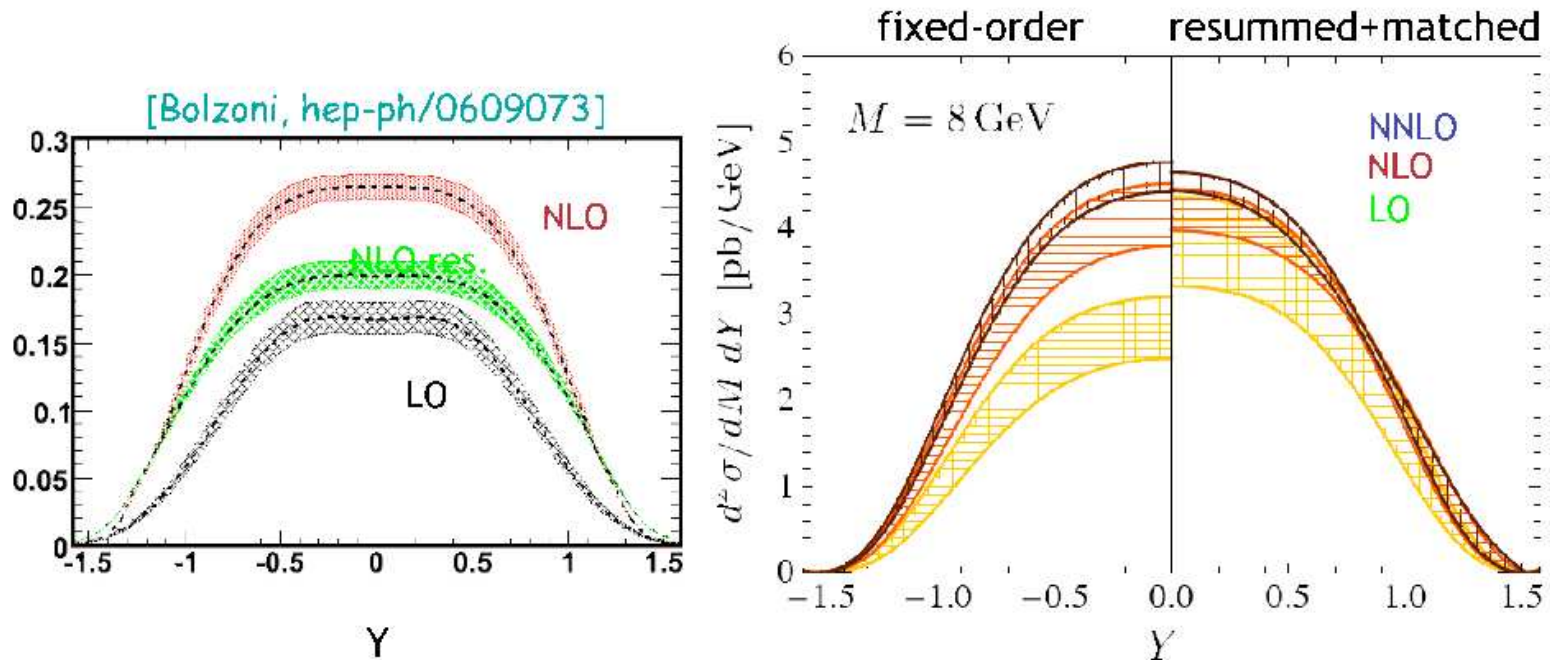 [Bolzoni, hep-ph/0609073]
0.3
0.25
0.2
0.15
0.1
0.05
0
NLO
NLO res.
LO
-1.5 -1 -0.5 0 0.5 1 1.5
Y
fixed-order resummed+matched
6
5
4
3
2
1
0
d²σ/dM dY [pb/GeV]
M = 8 GeV
NNLO
NLO
LO
−1.5 −1.0 −0.5 0.0 0.5 1.0 1.5
Y